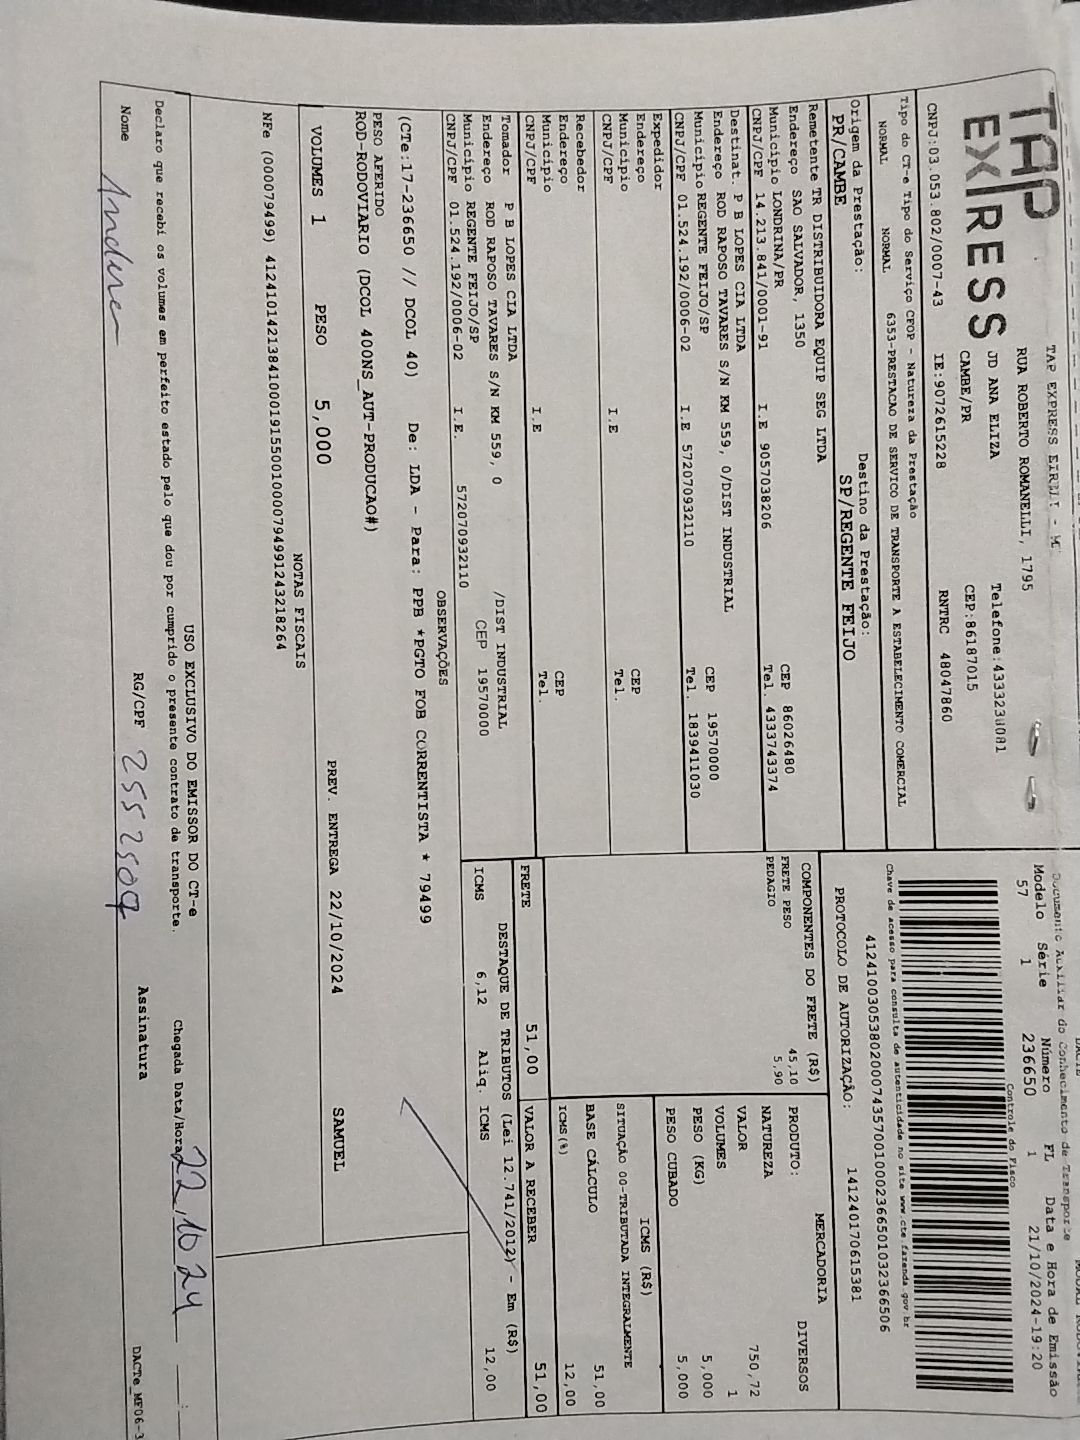 TAP EXPRESS
TAP EXPRESS EIRELI - M
RUA ROBERTO ROMANELLI, 1795
JD ANA ELIZA Telefone:4333230081
CAMBE/PR CEP:86187015
CNPJ:03.053.802/0007-43 IE:9072615228 RNTRC 48047860
Documento Auxiliar do Conhecimento de Transporte
Modelo Série Número FL Data e Hora de Emissão
57 1 236650 1 21/10/2024-19:20
Controle do Fisco
Chave de acesso para consulta de autenticidade no site www.cte.fazenda.gov.br
41241003053802000743570010002366501032366506
PROTOCOLO DE AUTORIZAÇÃO: 141240170615381
Tipo do CT-e Tipo do Serviço CFOP - Natureza da Prestação
NORMAL NORMAL 6353-PRESTACAO DE SERVICO DE TRANSPORTE A ESTABELECIMENTO COMERCIAL
Origem da Prestação: Destino da Prestação:
PR/CAMBE SP/REGENTE FEIJO
Remetente TR DISTRIBUIDORA EQUIP SEG LTDA
Endereço SAO SALVADOR, 1350
Município LONDRINA/PR CEP 86026480
CNPJ/CPF 14.213.841/0001-91 I.E 9057038206 Tel. 4333743374
Destinat. P B LOPES CIA LTDA
Endereço ROD RAPOSO TAVARES S/N KM 559, 0/DIST INDUSTRIAL
Município REGENTE FEIJO/SP CEP 19570000
CNPJ/CPF 01.524.192/0006-02 I.E 572070932110 Tel. 1839411030
Expedidor
Endereço
Município CEP
CNPJ/CPF I.E Tel.
Recebedor
Endereço
Município CEP
CNPJ/CPF I.E Tel.
Tomador P B LOPES CIA LTDA
Endereço ROD RAPOSO TAVARES S/N KM 559, 0 /DIST INDUSTRIAL
Município REGENTE FEIJO/SP CEP 19570000
CNPJ/CPF 01.524.192/0006-02 I.E. 572070932110
COMPONENTES DO FRETE (R$)
FRETE PESO 45,10
PEDAGIO 5,90
FRETE 51,00
MERCADORIA
PRODUTO: DIVERSOS
NATUREZA
VALOR 750,72
VOLUMES 1
PESO (KG) 5,000
PESO CUBADO 5,000
ICMS (R$)
SITUAÇÃO 00-TRIBUTADA INTEGRALMENTE
BASE CÁLCULO 51,00
ICMS(%) 12,00
VALOR A RECEBER 51,00
DESTAQUE DE TRIBUTOS (Lei 12.741/2012) - Em (R$)
ICMS 6,12 Aliq. ICMS 12,00
OBSERVAÇÕES
(CTe:17-236650 // DCOL 40) De: LDA - Para: PPB *PGTO FOB CORRENTISTA * 79499
PESO AFERIDO
ROD-RODOVIARIO (DCOL 400NS_AUT-PRODUCAO#)
VOLUMES 1 PESO 5,000 PREV. ENTREGA 22/10/2024 SAMUEL
NOTAS FISCAIS
NFe (000079499) 41241014213841000191550010000794991243218264
USO EXCLUSIVO DO EMISSOR DO CT-e
Declaro que recebi os volumes em perfeito estado pelo que dou por cumprido o presente contrato de transporte. Chegada Data/Hora 22/10/24 __:__
Nome RG/CPF 2552509 Assinatura
DACTe_MF06-3